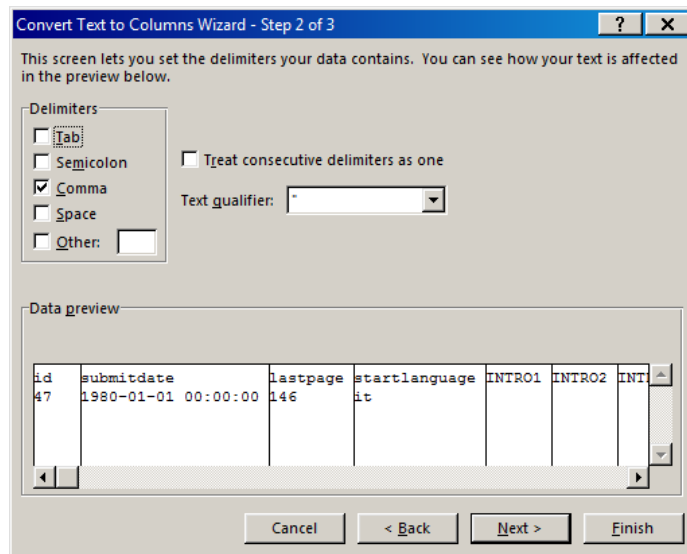 Convert Text to Columns Wizard - Step 2 of 3
This screen lets you set the delimiters your data contains.  You can see how your text is affected
in the preview below.
Delimiters
Tab
Semicolon
Comma
Space
Other:
Treat consecutive delimiters as one
Text qualifier: "
Data preview
id submitdate lastpage startlanguage INTRO1 INTRO2 INT
47 1980-01-01 00:00:00 146 it
Cancel < Back Next > Finish